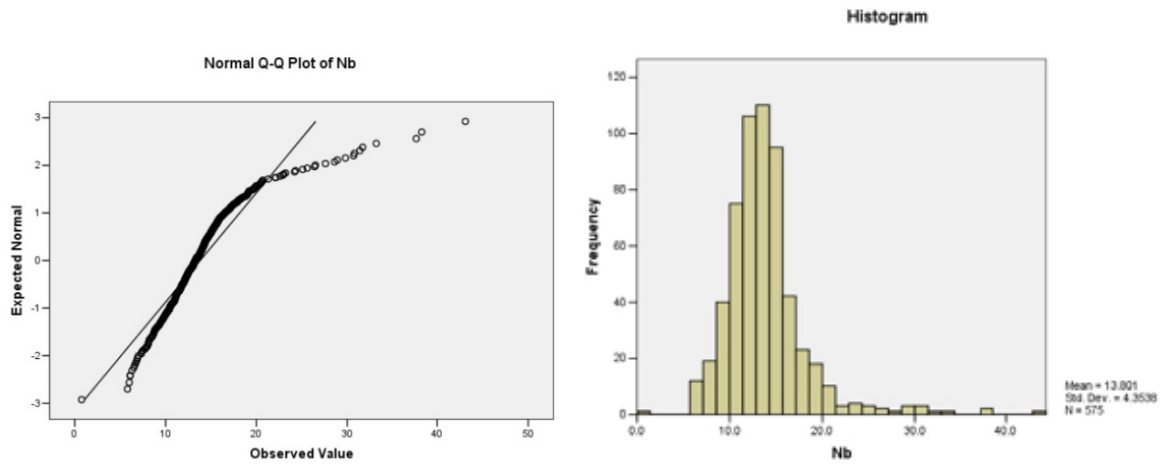 Normal Q-Q Plot of Nb
3
2
1
0
-1
-2
-3
Expected Normal
0 10 20 30 40 50
Observed Value
Histogram
120
100
80
60
40
20
0
Frequency
0.0 10.0 20.0 30.0 40.0
Nb
Mean = 13.801
Std. Dev. = 4.3538
N = 575